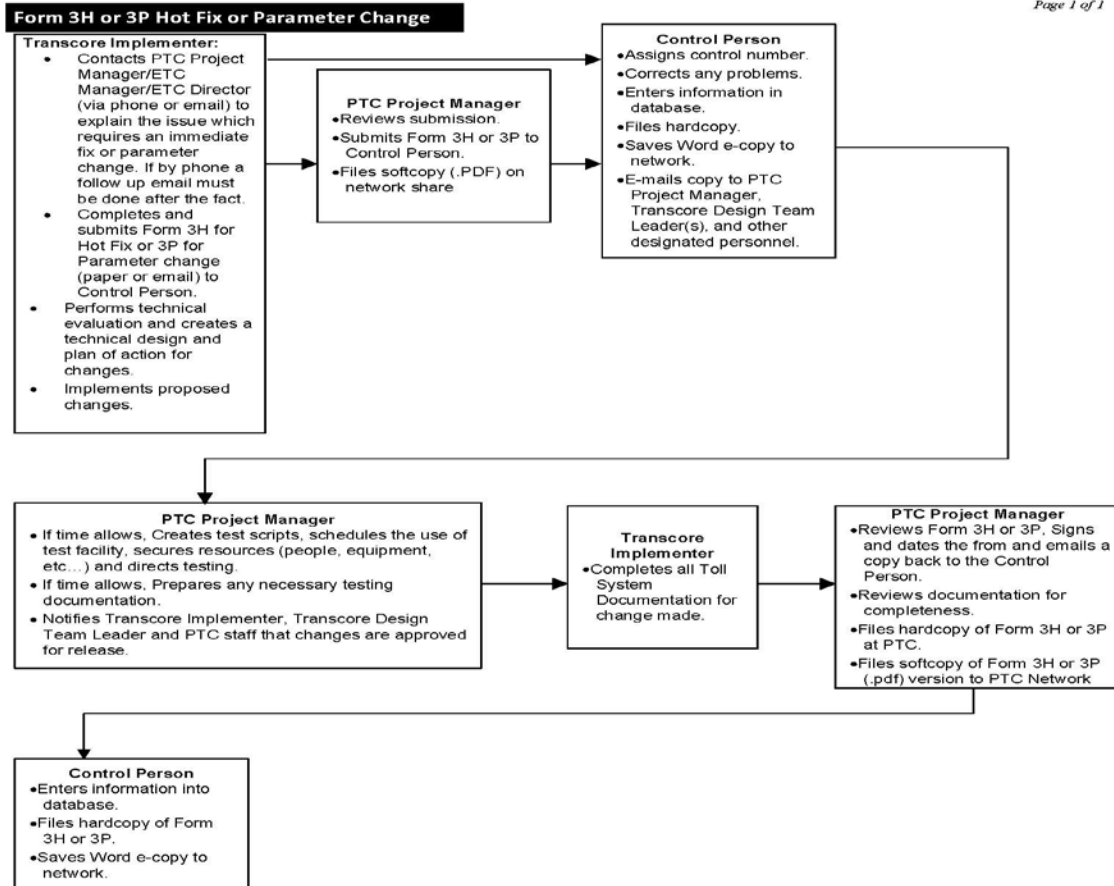 Page 1 of 1
Form 3H or 3P Hot Fix or Parameter Change
Transcore Implementer:
• Contacts PTC Project
Manager/ETC
Manager/ETC Director
(via phone or email) to
explain the issue which
requires an immediate
fix or parameter
change. If by phone a
follow up email must
be done after the fact.
• Completes and
submits Form 3H for
Hot Fix or 3P for
Parameter change
(paper or email) to
Control Person.
• Performs technical
evaluation and creates a
technical design and
plan of action for
changes.
• Implements proposed
changes.
PTC Project Manager
•Reviews submission.
•Submits Form 3H or 3P to
Control Person.
•Files softcopy (.PDF) on
network share
Control Person
•Assigns control number.
•Corrects any problems.
•Enters information in
database.
•Files hardcopy.
•Saves Word e-copy to
network.
•E-mails copy to PTC
Project Manager,
Transcore Design Team
Leader(s), and other
designated personnel.
PTC Project Manager
• If time allows, Creates test scripts, schedules the use of
test facility, secures resources (people, equipment,
etc...) and directs testing.
• If time allows, Prepares any necessary testing
documentation.
• Notifies Transcore Implementer, Transcore Design
Team Leader and PTC staff that changes are approved
for release.
Transcore
Implementer
•Completes all Toll
System
Documentation for
change made.
PTC Project Manager
•Reviews Form 3H or 3P, Signs
and dates the from and emails a
copy back to the Control
Person.
•Reviews documentation for
completeness.
•Files hardcopy of Form 3H or 3P
at PTC.
•Files softcopy of Form 3H or 3P
(.pdf) version to PTC Network
Control Person
•Enters information into
database.
•Files hardcopy of Form
3H or 3P.
•Saves Word e-copy to
network.